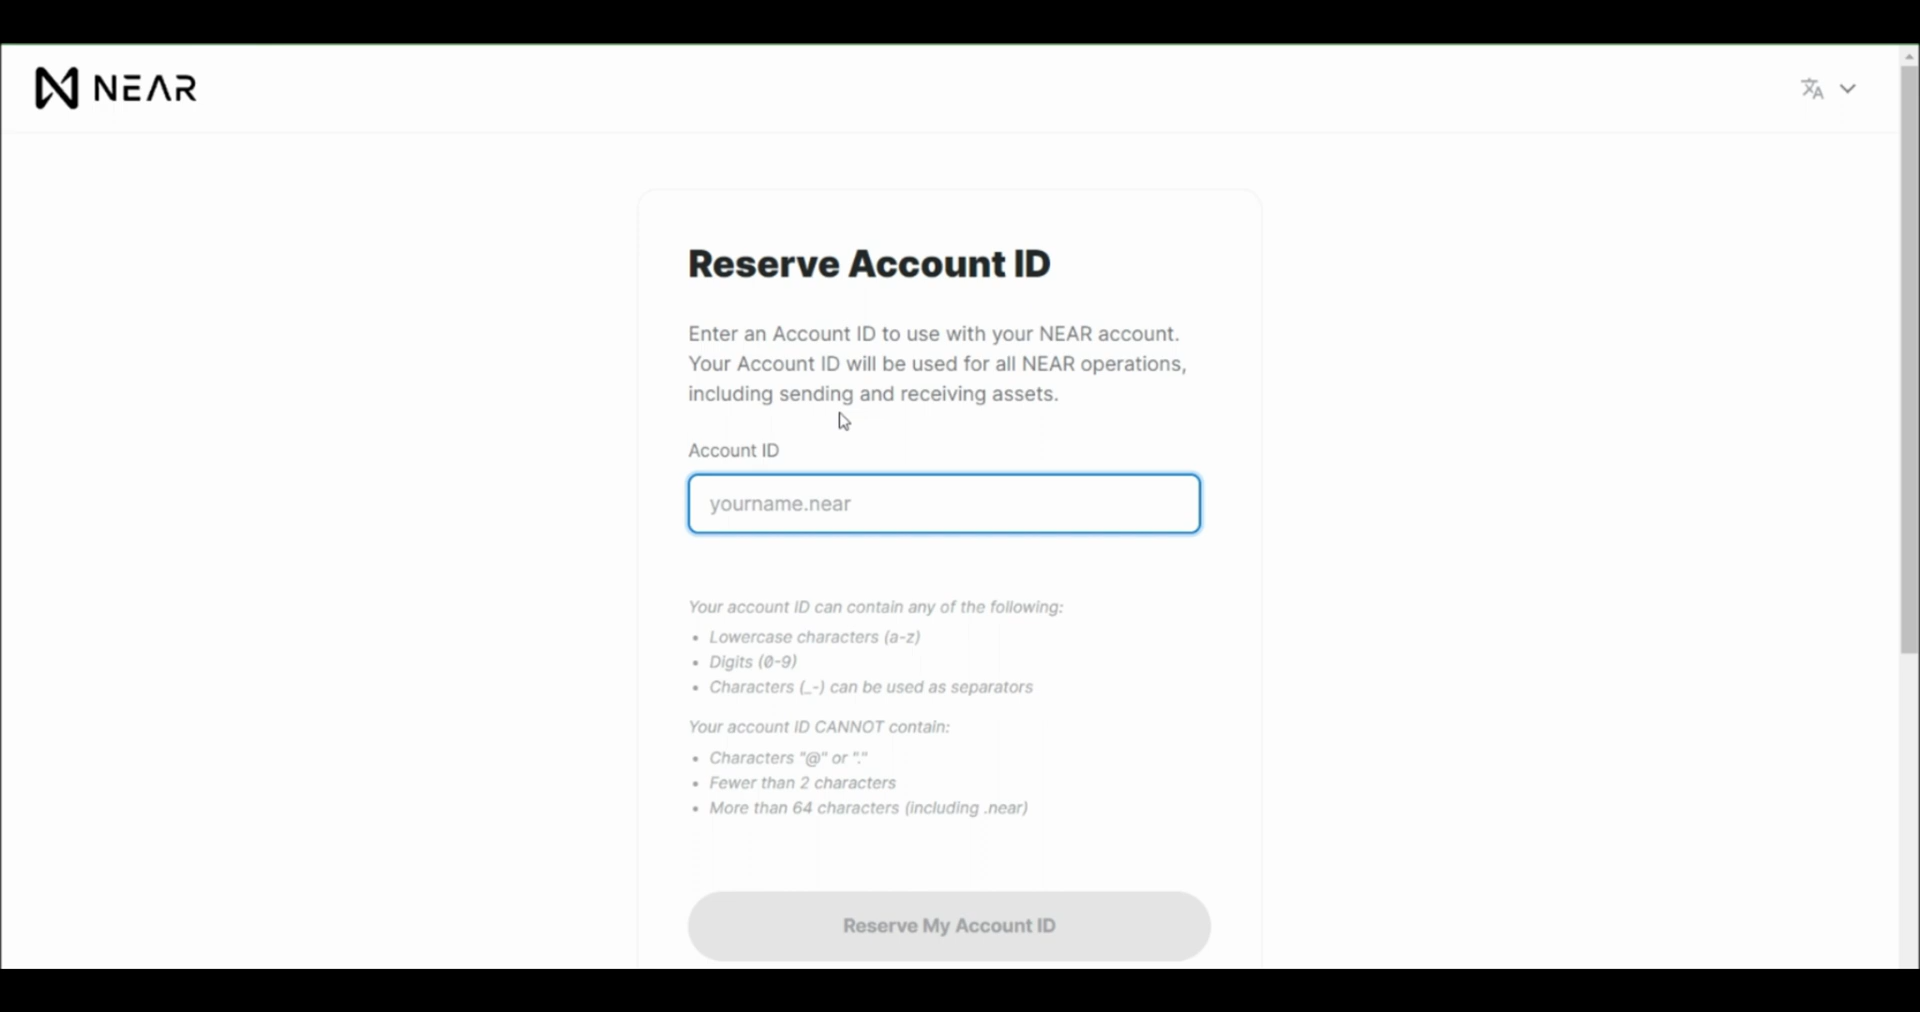 NEAR
Reserve Account ID
Enter an Account ID to use with your NEAR account.
Your Account ID will be used for all NEAR operations,
including sending and receiving assets.
Account ID
yourname.near
Your account ID can contain any of the following:
• Lowercase characters (a-z)
• Digits (0-9)
• Characters (_-) can be used as separators
Your account ID CANNOT contain:
• Characters "@" or "."
• Fewer than 2 characters
• More than 64 characters (including .near)
Reserve My Account ID